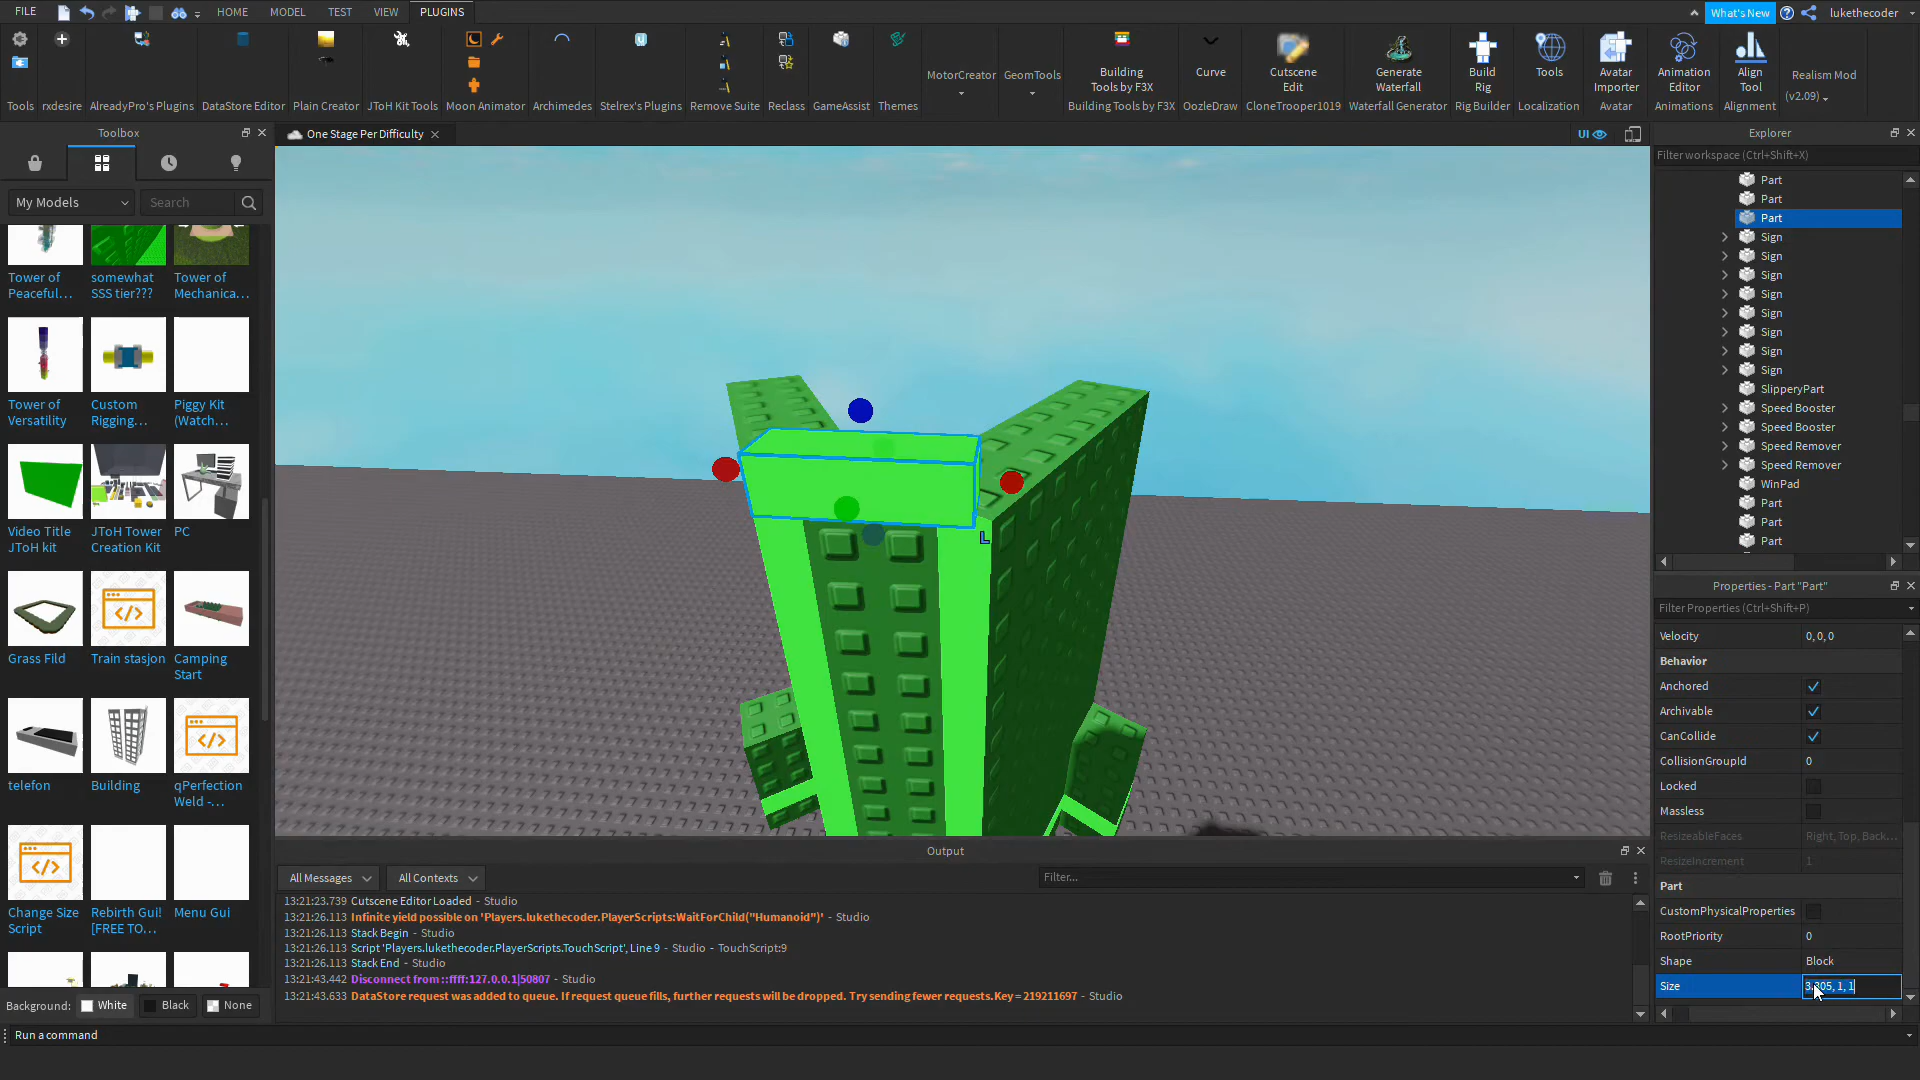 FILE HOME MODEL TEST VIEW PLUGINS What's New lukethecoder
MotorCreator GeomTools Building Tools by F3X Curve Cutscene Edit Generate Waterfall Build Rig Tools Avatar Importer Animation Editor Align Tool Realism Mod (v2.09)
Tools rxdesire AlreadyPro's Plugins DataStore Editor Plain Creator JToH Kit Tools Moon Animator Archimedes Stelrex's Plugins Remove Suite Reclass GameAssist Themes Building Tools by F3X OozleDraw CloneTrooper1019 Waterfall Generator Rig Builder Localization Avatar Animations Alignment
Toolbox
One Stage Per Difficulty
UI
My Models
Search
Tower of Peaceful...
somewhat SSS tier???
Tower of Mechanica...
Tower of Versatility
Custom Rigging...
Piggy Kit (Watch...
Video Title JToH kit
JToH Tower Creation Kit
PC
Grass Fild
Train stasjon
Camping Start
telefon
Building
qPerfection Weld -...
Change Size Script
Rebirth Gui! [FREE TO...
Menu Gui
Background: White Black None
L
Output
All Messages
All Contexts
Filter...
13:21:23.739 Cutscene Editor Loaded - Studio
13:21:26.113 Infinite yield possible on 'Players.lukethecoder.PlayerScripts:WaitForChild("Humanoid")' - Studio
13:21:26.113 Stack Begin - Studio
13:21:26.113 Script 'Players.lukethecoder.PlayerScripts.TouchScript', Line 9 - Studio - TouchScript:9
13:21:26.113 Stack End - Studio
13:21:43.442 Disconnect from ::ffff:127.0.0.1|50807 - Studio
13:21:43.633 DataStore request was added to queue. If request queue fills, further requests will be dropped. Try sending fewer requests.Key = 219211697 - Studio
Run a command
Explorer
Filter workspace (Ctrl+Shift+X)
Part
Part
Part
Sign
Sign
Sign
Sign
Sign
Sign
Sign
Sign
SlipperyPart
Speed Booster
Speed Booster
Speed Remover
Speed Remover
WinPad
Part
Part
Part
Properties - Part "Part"
Filter Properties (Ctrl+Shift+P)
Velocity 0, 0, 0
Behavior
Anchored
Archivable
CanCollide
CollisionGroupId 0
Locked
Massless
ResizeableFaces Right, Top, Back...
ResizeIncrement 1
Part
CustomPhysicalProperties
RootPriority 0
Shape Block
Size 3.305, 1, 1